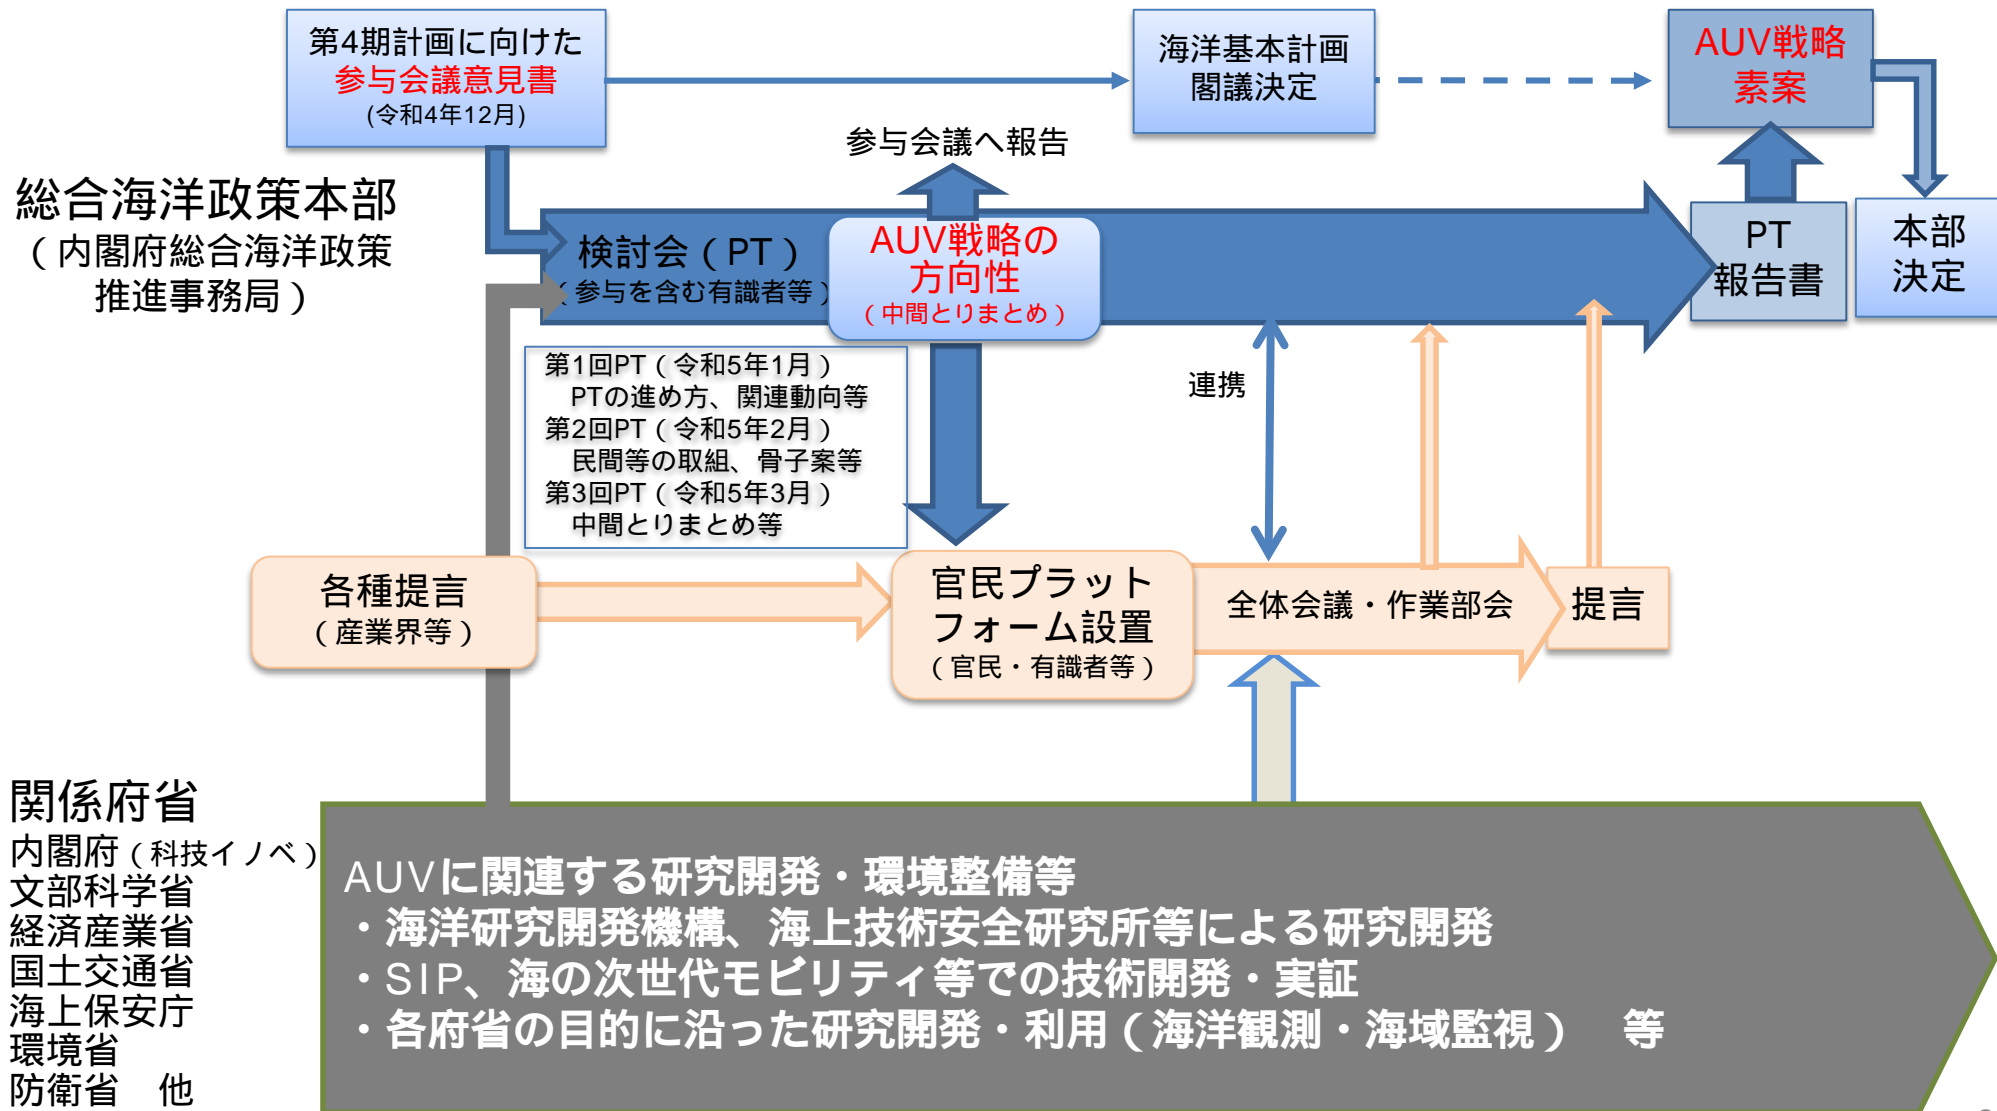 第4期計画に向けた
参与会議意見書
(令和4年12月)
海洋基本計画
閣議決定
AUV戦略
素案
参与会議へ報告
総合海洋政策本部
（内閣府総合海洋政策
推進事務局）
検討会（PT）
（参与を含む有識者等）
AUV戦略の
方向性
（中間とりまとめ）
PT
報告書
本部
決定
第1回PT（令和5年1月）
PTの進め方、関連動向等
第2回PT（令和5年2月）
民間等の取組、骨子案等
第3回PT（令和5年3月）
中間とりまとめ等
連携
各種提言
（産業界等）
官民プラット
フォーム設置
（官民・有識者等）
全体会議・作業部会
提言
関係府省
内閣府（科技イノベ）
文部科学省
経済産業省
国土交通省
海上保安庁
環境省
防衛省　他
AUVに関連する研究開発・環境整備等
・海洋研究開発機構、海上技術安全研究所等による研究開発
・SIP、海の次世代モビリティ等での技術開発・実証
・各府省の目的に沿った研究開発・利用（海洋観測・海域監視）　等